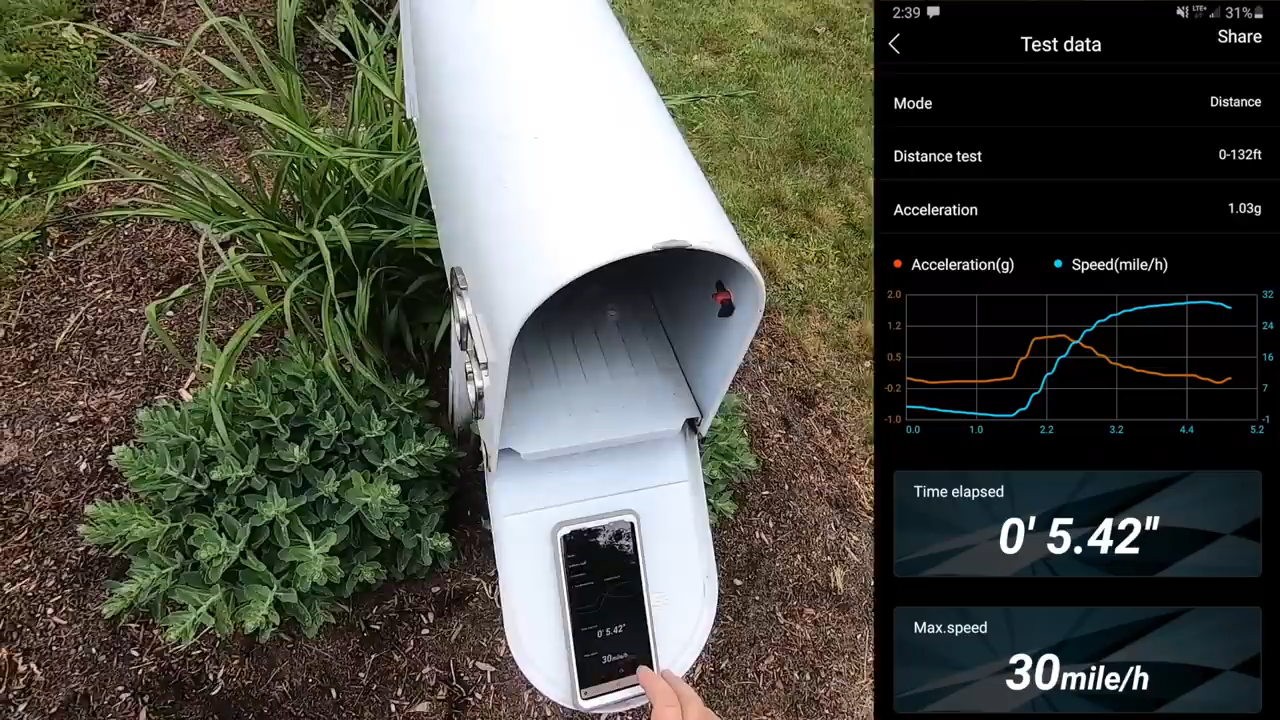 2:39 LTE+ 31%
Test data Share
Mode Distance
Distance test 0-132ft
Acceleration 1.03g
Acceleration(g) Speed(mile/h)
2.0 32
1.2 24
0.5 16
-0.2 7
-1.0 -1
0.0 1.0 2.2 3.2 4.4 5.2
Time elapsed
0' 5.42"
Max.speed
30mile/h
0' 5.42"
30mile/h